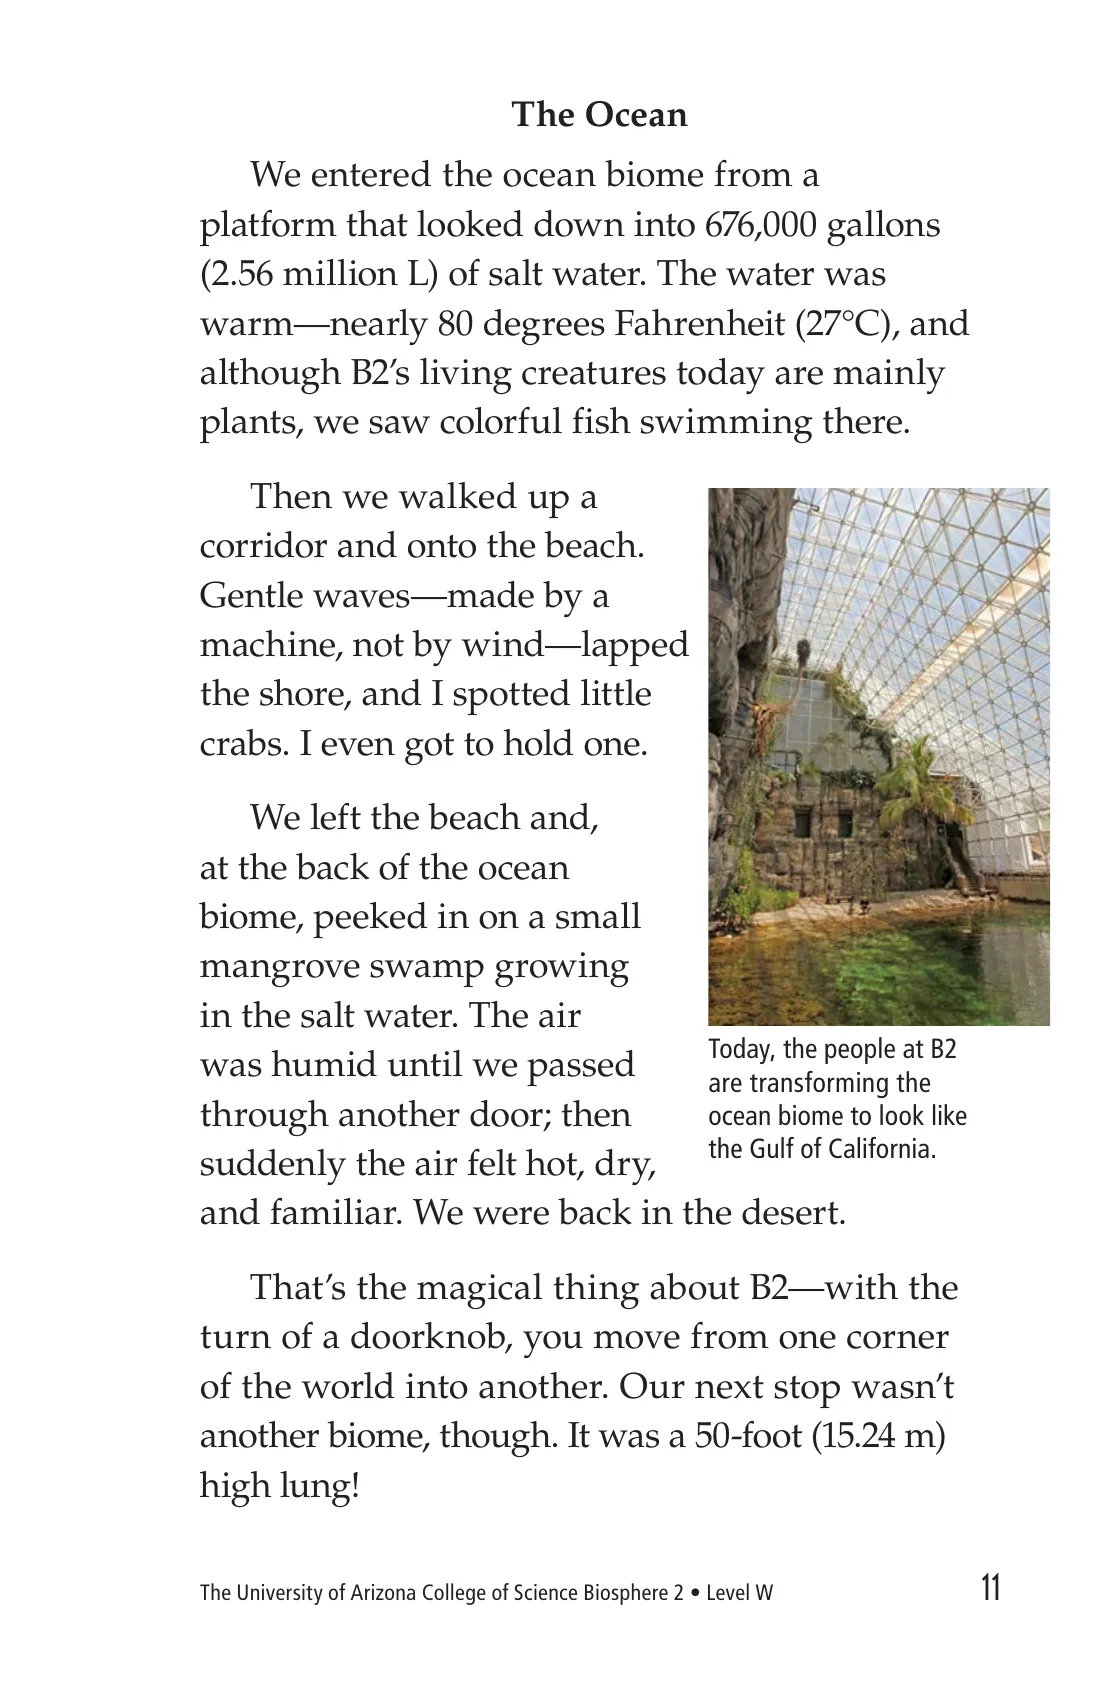 The Ocean
We entered the ocean biome from a
platform that looked down into 676,000 gallons
(2.56 million L) of salt water. The water was
warm—nearly 80 degrees Fahrenheit (27°C), and
although B2’s living creatures today are mainly
plants, we saw colorful fish swimming there.
Then we walked up a
corridor and onto the beach.
Gentle waves—made by a
machine, not by wind—lapped
the shore, and I spotted little
crabs. I even got to hold one.
We left the beach and,
at the back of the ocean
biome, peeked in on a small
mangrove swamp growing
in the salt water. The air
was humid until we passed
through another door; then
suddenly the air felt hot, dry,
and familiar. We were back in the desert.
Today, the people at B2
are transforming the
ocean biome to look like
the Gulf of California.
That’s the magical thing about B2—with the
turn of a doorknob, you move from one corner
of the world into another. Our next stop wasn’t
another biome, though. It was a 50-foot (15.24 m)
high lung!
The University of Arizona College of Science Biosphere 2 • Level W 11